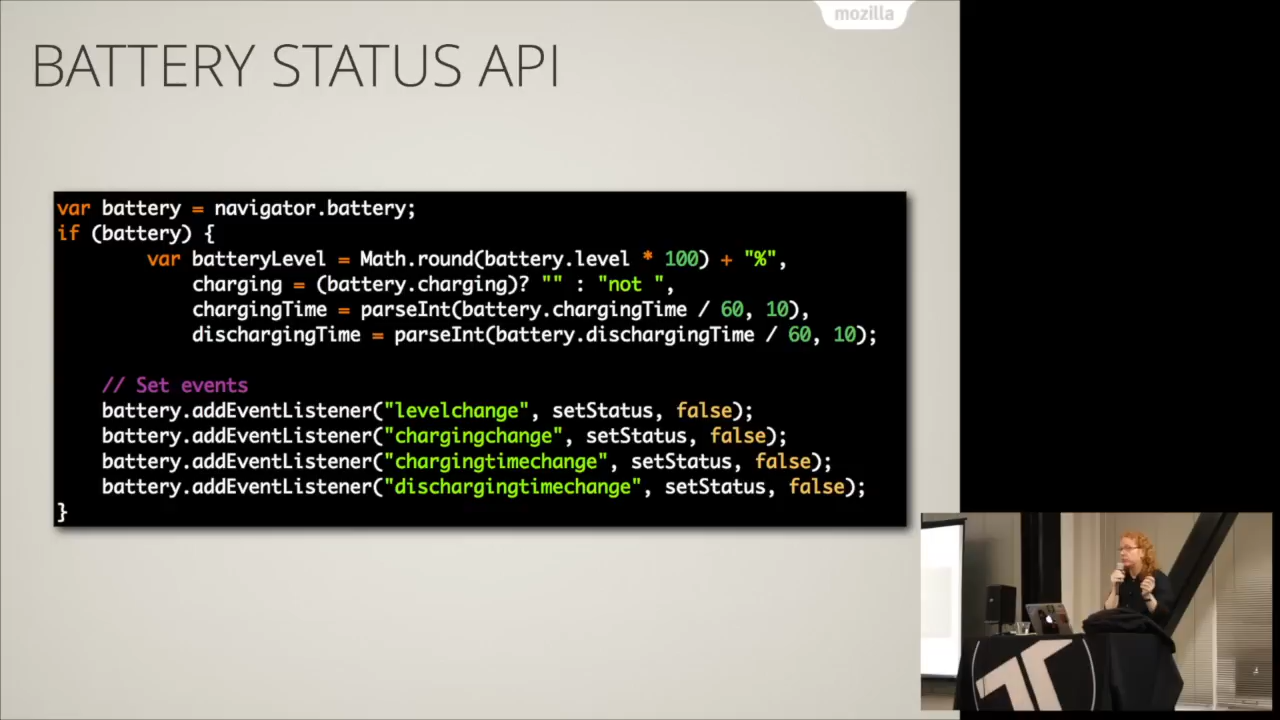 mozilla
BATTERY STATUS API
var battery = navigator.battery;
if (battery) {
var batteryLevel = Math.round(battery.level * 100) + "%",
charging = (battery.charging)? "" : "not ",
chargingTime = parseInt(battery.chargingTime / 60, 10),
dischargingTime = parseInt(battery.dischargingTime / 60, 10);
// Set events
battery.addEventListener("levelchange", setStatus, false);
battery.addEventListener("chargingchange", setStatus, false);
battery.addEventListener("chargingtimechange", setStatus, false);
battery.addEventListener("dischargingtimechange", setStatus, false);
}